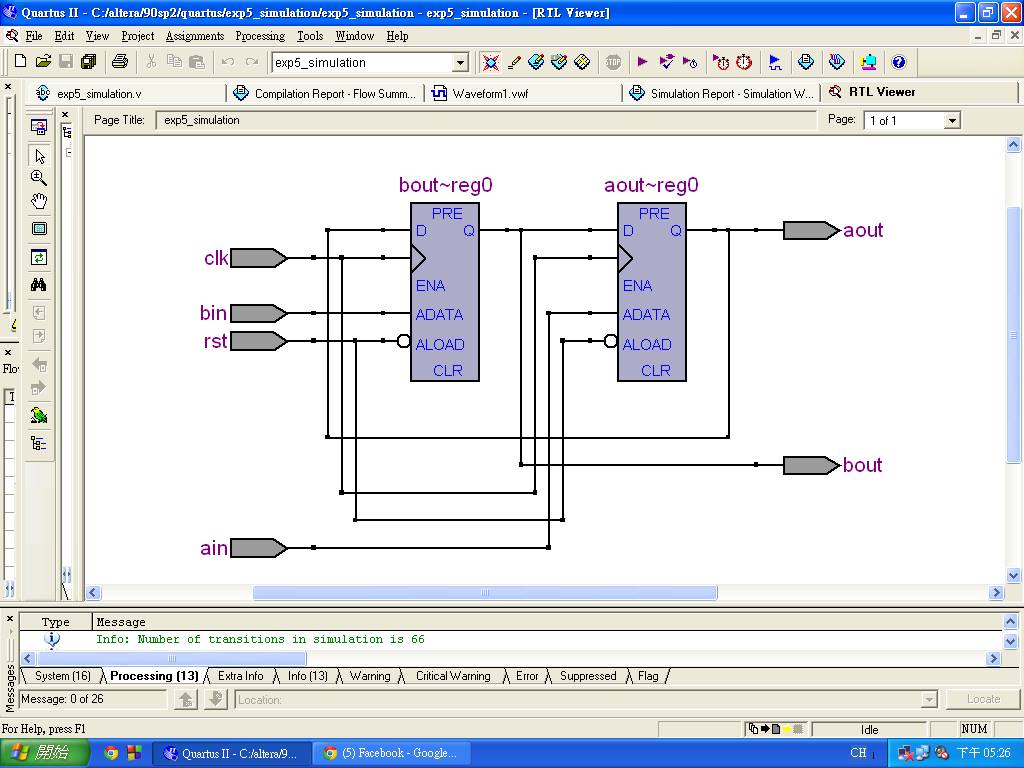 Quartus II - C:/altera/90sp2/quartus/exp5_simulation/exp5_simulation - exp5_simulation - [RTL Viewer]
File Edit View Project Assignments Processing Tools Window Help
exp5_simulation
STOP
exp5_simulation.v
Compilation Report - Flow Summ...
Waveform1.vwf
Simulation Report - Simulation W...
RTL Viewer
Page Title: exp5_simulation
Page: 1 of 1
bout~reg0
aout~reg0
PRE
D Q
ENA
ADATA
ALOAD
CLR
PRE
D Q
ENA
ADATA
ALOAD
CLR
clk
bin
rst
ain
aout
bout
Flo
Type Message
Info: Number of transitions in simulation is 66
System (16) Processing (13) Extra Info Info (13) Warning Critical Warning Error Suppressed Flag
Messages
Message: 0 of 26
Location:
Locate
For Help, press F1
Idle
NUM
開始
Quartus II - C:/altera/9...
(5) Facebook - Google...
CH
下午 05:26